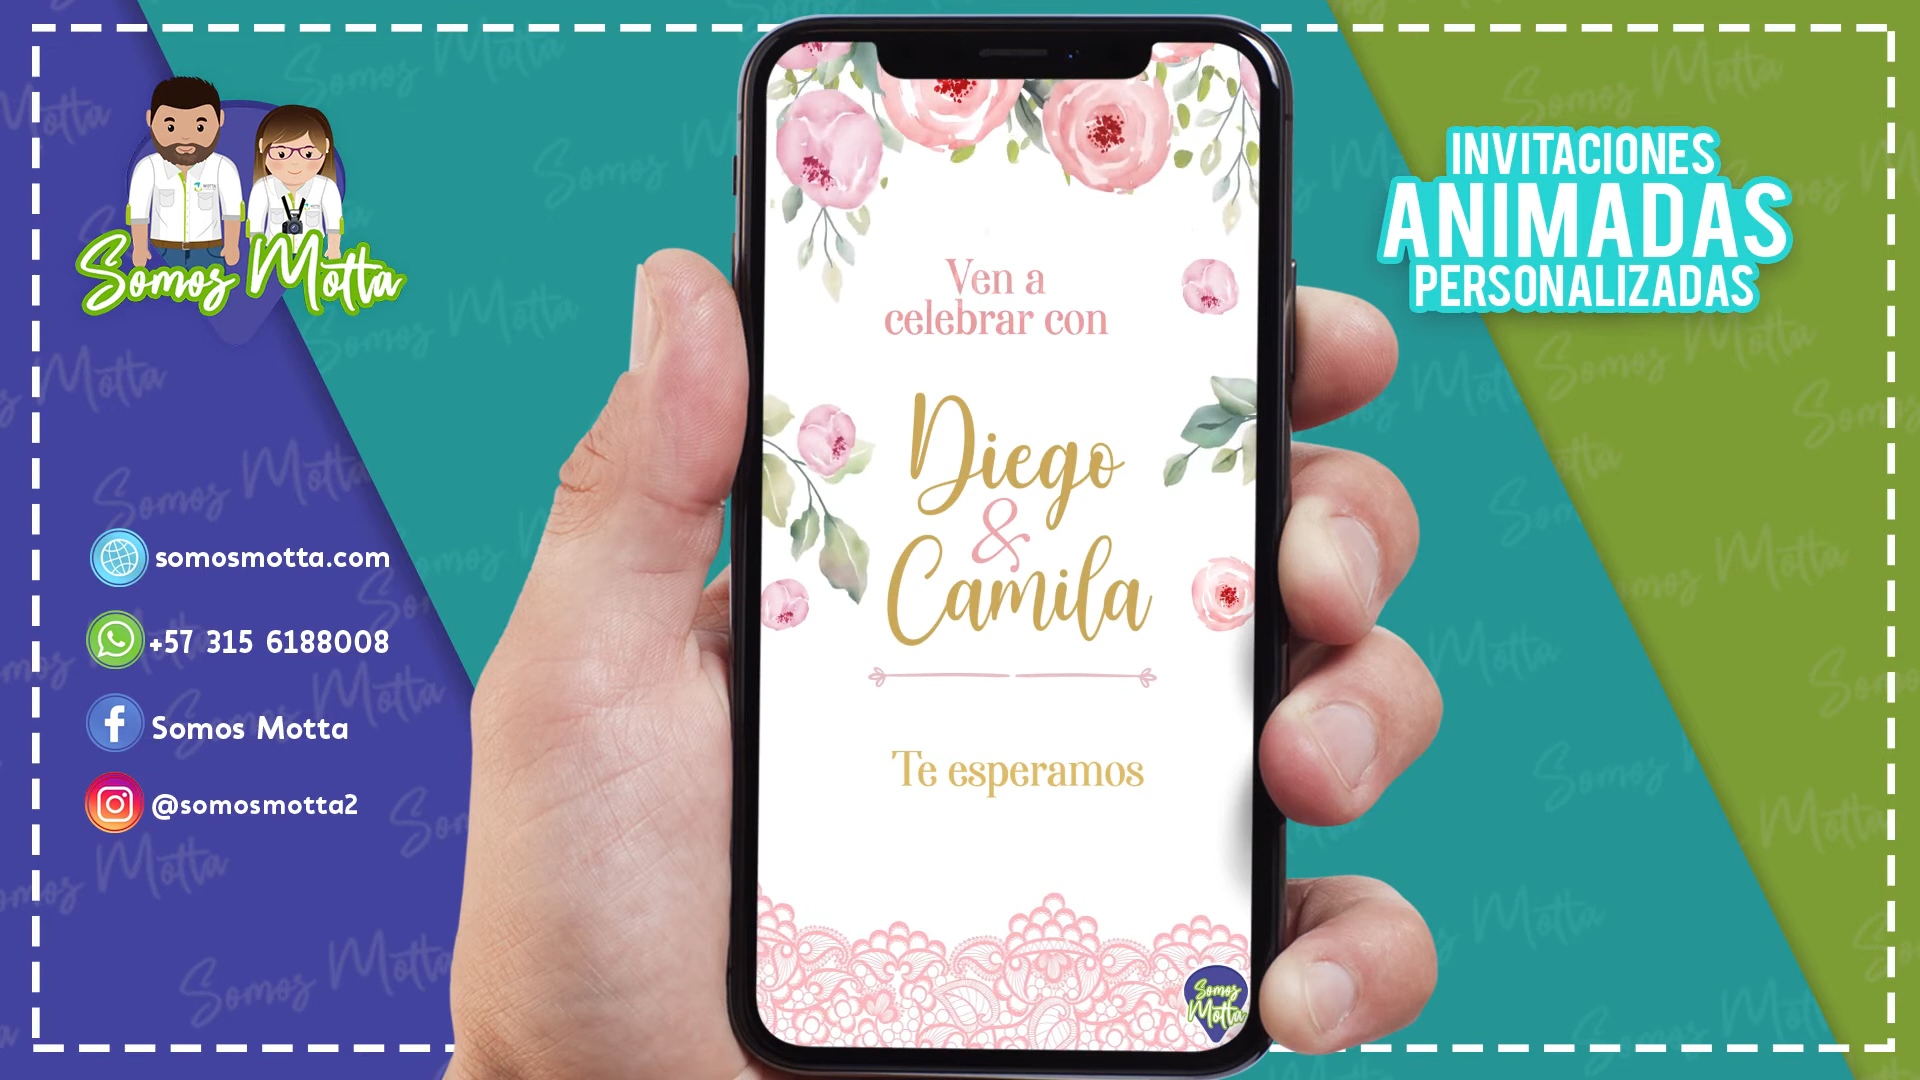 Somos Motta
somosmotta.com
+57 315 6188008
Somos Motta
@somosmotta2
Ven a
celebrar con
Diego
&
Camila
Te esperamos
Somos
Motta
INVITACIONES
ANIMADAS
PERSONALIZADAS